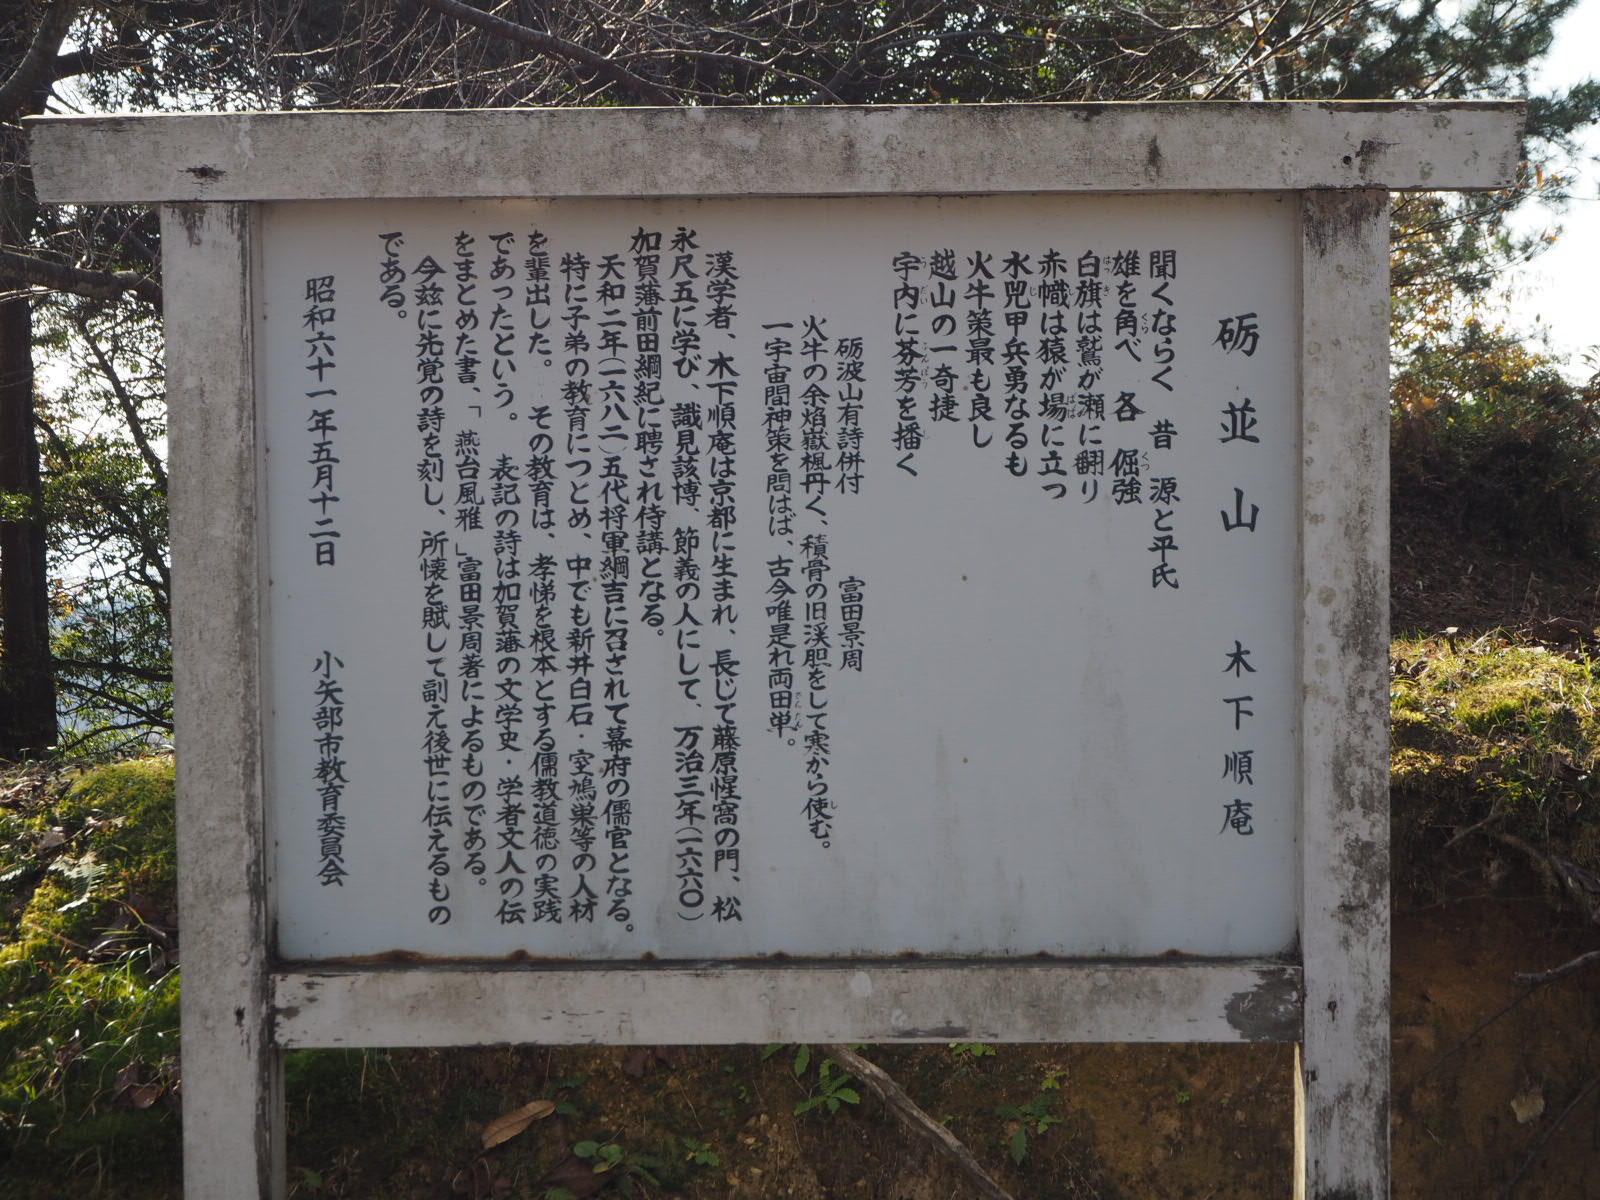 砺並山　木下順庵
聞くならく　昔　源と平氏
雄を角べ　各　倔強
白旗は鷲が瀬に翻り
赤幟は猿が場に立つ
水兕甲兵勇なるも
火牛策最も良し
越山の一奇捷
宇内に芬芳を播く
砺波山有詩併付　富田景周
火牛の余焰嶽楓丹く、積骨の旧渓胆をして寒から使む。
一宇宙間神策を問はば、古今唯是れ両田単。
漢学者、木下順庵は京都に生まれ、長じて藤原惺窩の門、松
永尺五に学び、識見該博、節義の人にして、万治三年（一六六〇）
加賀藩前田綱紀に聘され侍講となる。
天和二年（一六八二）五代将軍綱吉に召されて幕府の儒官となる。
特に子弟の教育につとめ、中でも新井白石・室鳩巣等の人材
を輩出した。　その教育は、孝悌を根本とする儒教道徳の実践
であったという。　表記の詩は加賀藩の文学史・学者文人の伝
をまとめた書、「燕台風雅」富田景周著によるものである。
今茲に先覚の詩を刻し、所懐を賦して副え後世に伝えるもの
である。
昭和六十一年五月十二日　小矢部市教育委員会